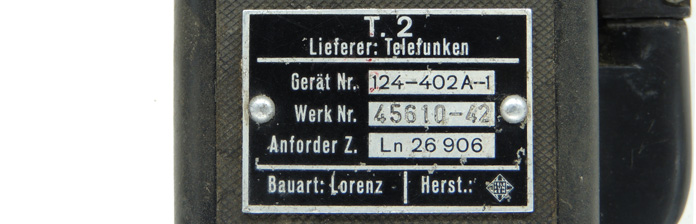 T. 2
Lieferer: Telefunken
Gerät Nr. 124-402A-1
Werk Nr. 45610-42
Anforder Z. Ln 26 906
Bauart: Lorenz | Herst.: